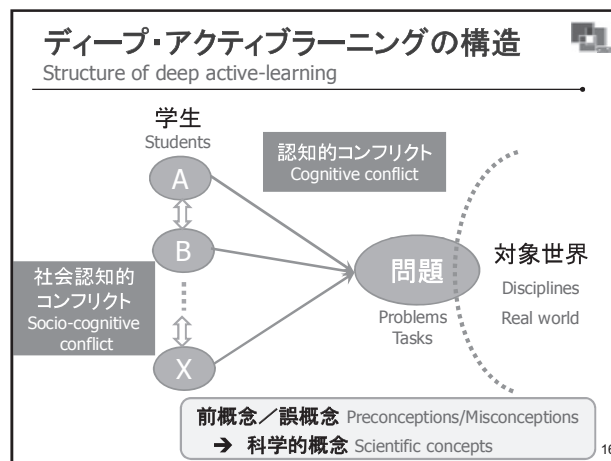 ディープ・アクティブラーニングの構造
Structure of deep active-learning
学生
Students
A
B
X
認知的コンフリクト
Cognitive conflict
社会認知的
コンフリクト
Socio-cognitive
conflict
問題
Problems
Tasks
対象世界
Disciplines
Real world
前概念／誤概念 Preconceptions/Misconceptions
➔ 科学的概念 Scientific concepts
16